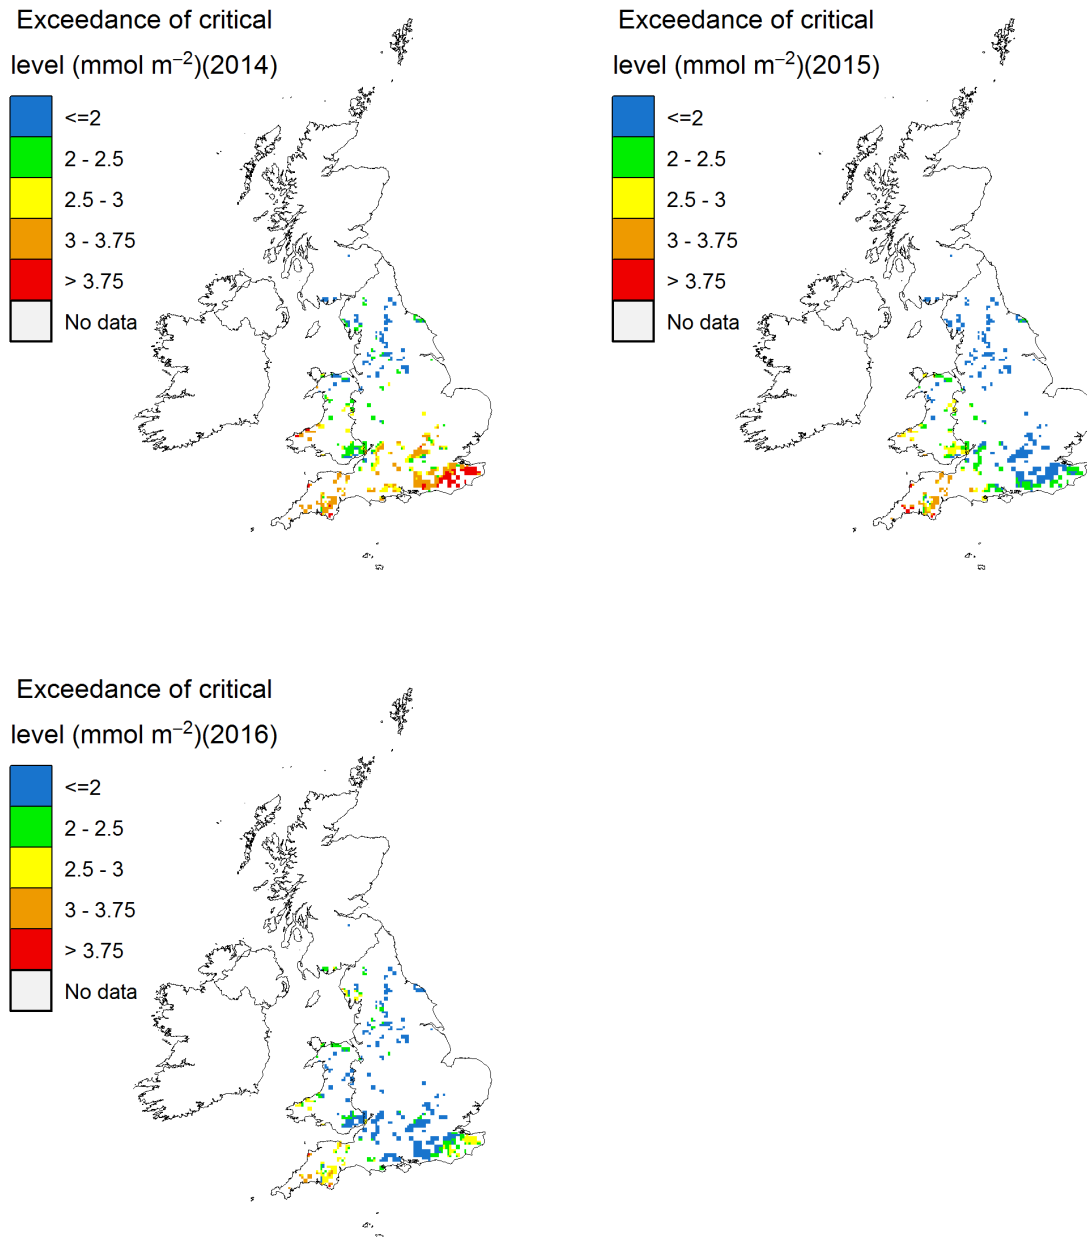 Exceedance of critical
level (mmol m⁻²)(2014)
<=2
2 - 2.5
2.5 - 3
3 - 3.75
> 3.75
No data
Exceedance of critical
level (mmol m⁻²)(2015)
<=2
2 - 2.5
2.5 - 3
3 - 3.75
> 3.75
No data
Exceedance of critical
level (mmol m⁻²)(2016)
<=2
2 - 2.5
2.5 - 3
3 - 3.75
> 3.75
No data